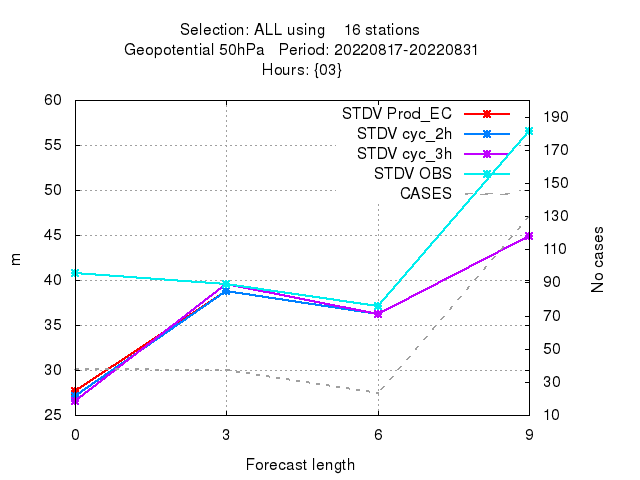 Selection: ALL using    16 stations
Geopotential 50hPa   Period: 20220817-20220831
Hours: {03}
60
55
50
45
40
35
30
25
m
190
170
150
130
110
90
70
50
30
10
No cases
STDV Prod_EC
STDV cyc_2h
STDV cyc_3h
STDV OBS
CASES
0 3 6 9
Forecast length